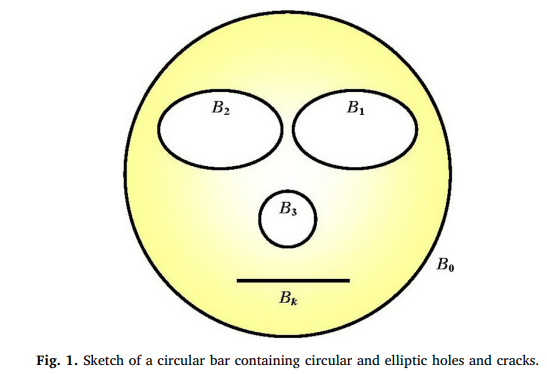 B₂ B₁
B₃
B₀
Bₖ
Fig. 1. Sketch of a circular bar containing circular and elliptic holes and cracks.